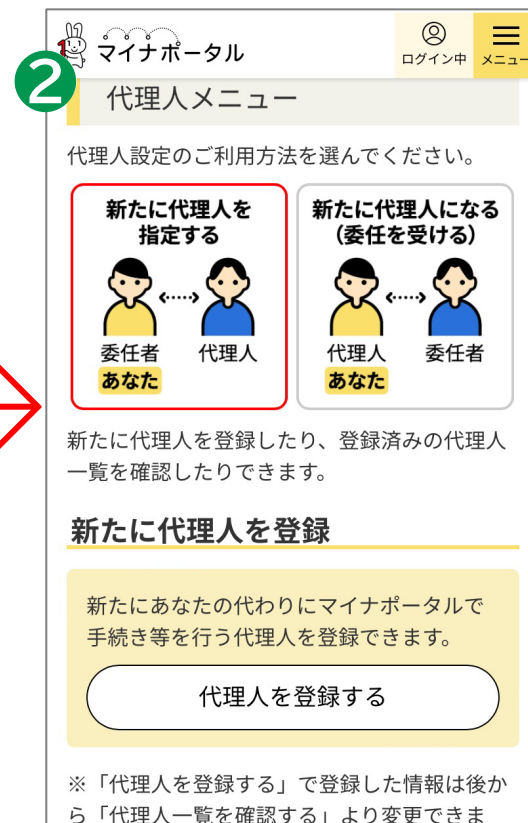 マイナポータル
ログイン中
メニュー
2
代理人メニュー
代理人設定のご利用方法を選んでください。
新たに代理人を
指定する
委任者 代理人
あなた
新たに代理人になる
(委任を受ける)
代理人 委任者
あなた
新たに代理人を登録したり、登録済みの代理人
一覧を確認したりできます。
新たに代理人を登録
新たにあなたの代わりにマイナポータルで
手続き等を行う代理人を登録できます。
代理人を登録する
※「代理人を登録する」で登録した情報は後か
ら「代理人一覧を確認する」より変更できま